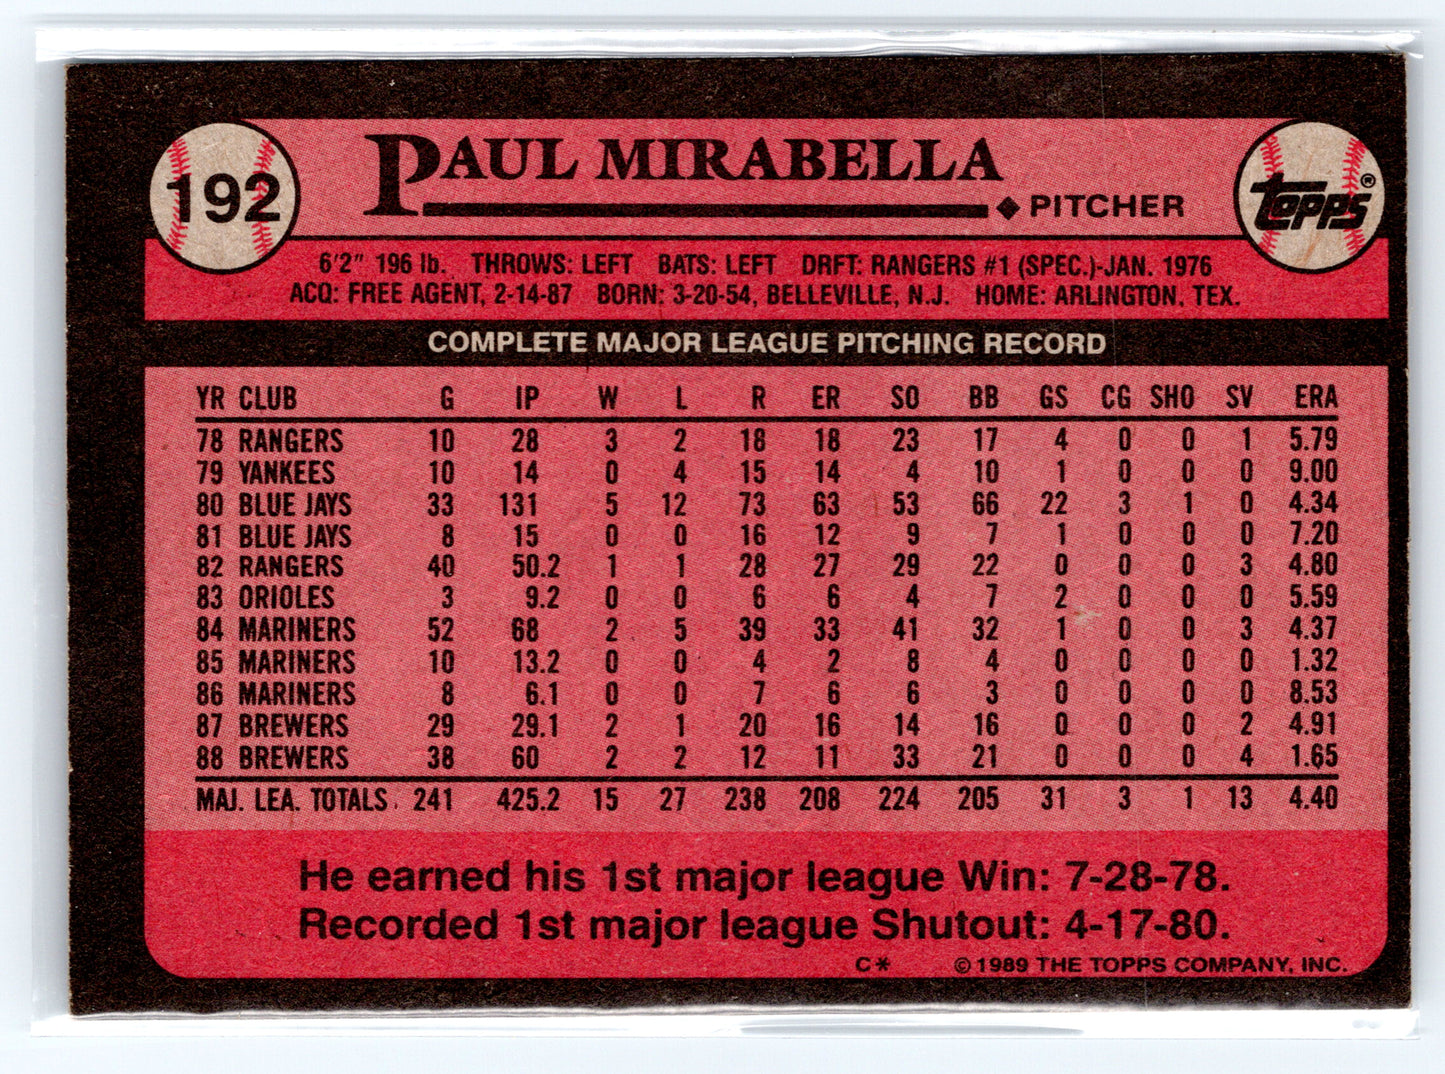 192
PAUL MIRABELLA
PITCHER
topps®
6'2" 196 lb. THROWS: LEFT BATS: LEFT DRFT: RANGERS #1 (SPEC.)-JAN. 1976
ACQ: FREE AGENT, 2-14-87 BORN: 3-20-54, BELLEVILLE, N.J. HOME: ARLINGTON, TEX.
COMPLETE MAJOR LEAGUE PITCHING RECORD
YR CLUB G IP W L R ER SO BB GS CG SHO SV ERA
78 RANGERS 10 28 3 2 18 18 23 17 4 0 0 1 5.79
79 YANKEES 10 14 0 4 15 14 4 10 1 0 0 0 9.00
80 BLUE JAYS 33 131 5 12 73 63 53 66 22 3 1 0 4.34
81 BLUE JAYS 8 15 0 0 16 12 9 7 1 0 0 0 7.20
82 RANGERS 40 50.2 1 1 28 27 29 22 0 0 0 3 4.80
83 ORIOLES 3 9.2 0 0 6 6 4 7 2 0 0 0 5.59
84 MARINERS 52 68 2 5 39 33 41 32 1 0 0 3 4.37
85 MARINERS 10 13.2 0 0 4 2 8 4 0 0 0 0 1.32
86 MARINERS 8 6.1 0 0 7 6 6 3 0 0 0 0 8.53
87 BREWERS 29 29.1 2 1 20 16 14 16 0 0 0 2 4.91
88 BREWERS 38 60 2 2 12 11 33 21 0 0 0 4 1.65
MAJ. LEA. TOTALS 241 425.2 15 27 238 208 224 205 31 3 1 13 4.40
He earned his 1st major league Win: 7-28-78.
Recorded 1st major league Shutout: 4-17-80.
C* © 1989 THE TOPPS COMPANY, INC.